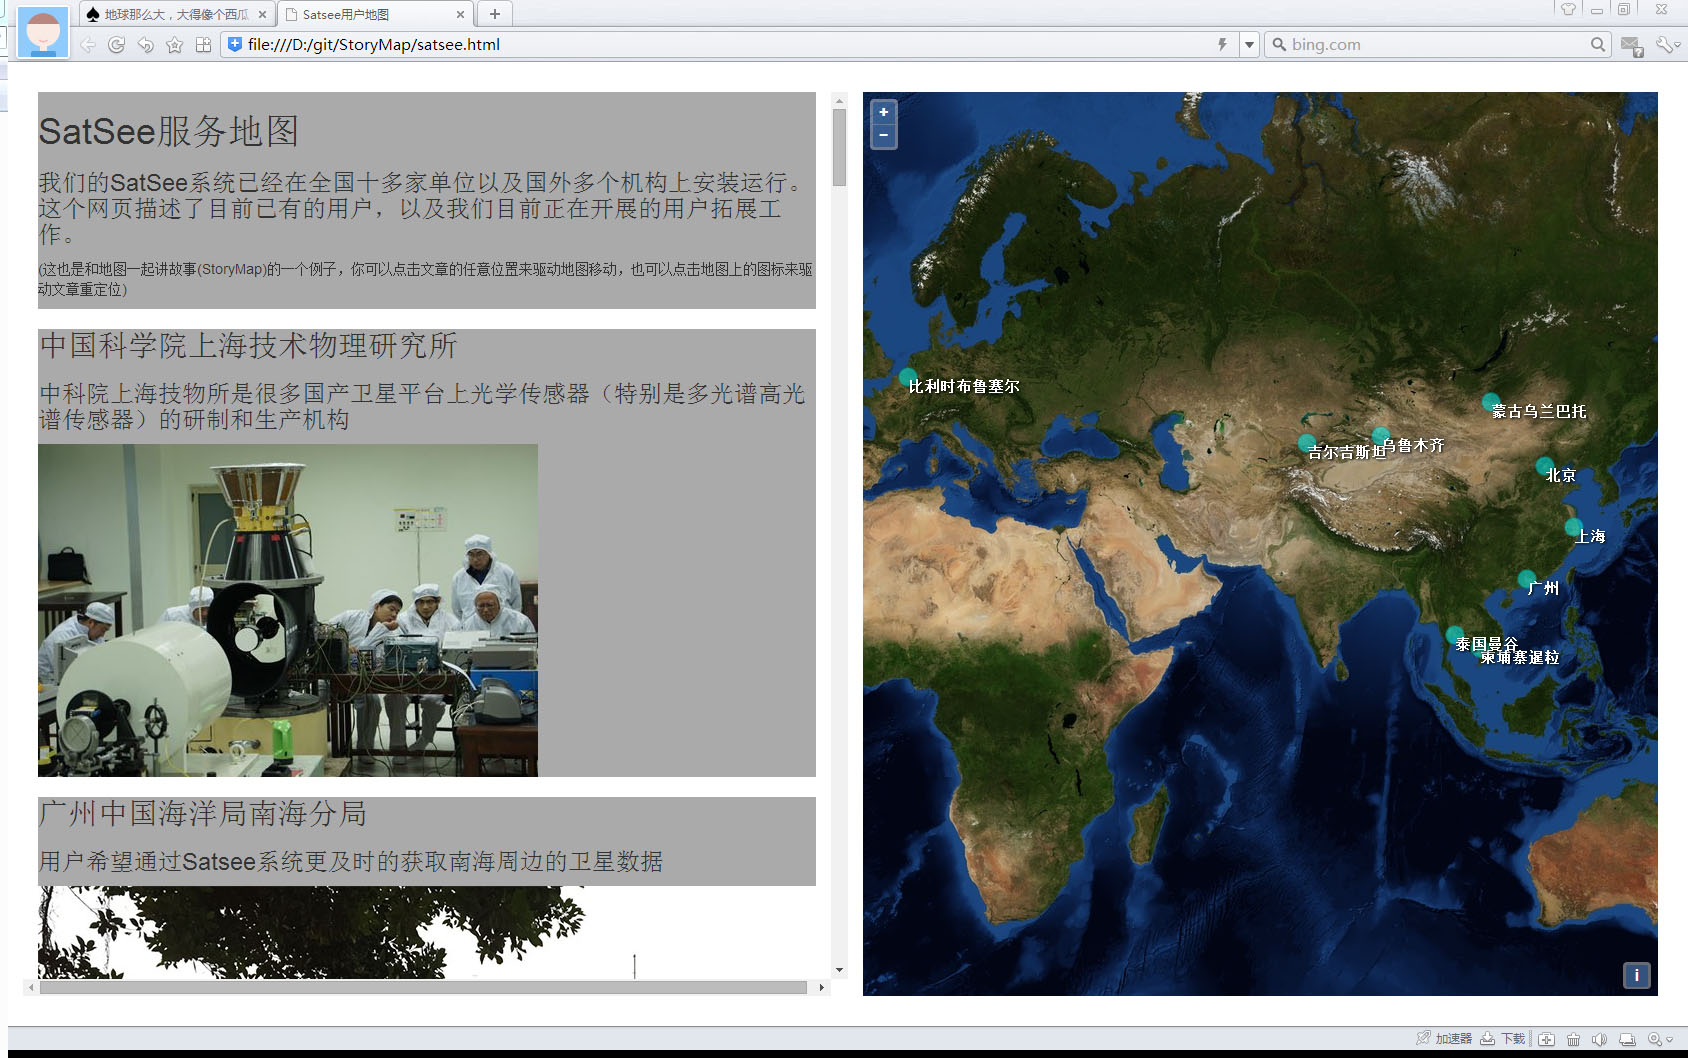 地球那么大，大得像个西瓜
Satsee用户地图
file:///D:/git/StoryMap/satsee.html
bing.com
SatSee服务地图
我们的SatSee系统已经在全国十多家单位以及国外多个机构上安装运行。
这个网页描述了目前已有的用户，以及我们目前正在开展的用户拓展工
作。
(这也是和地图一起讲故事(StoryMap)的一个例子，你可以点击文章的任意位置来驱动地图移动，也可以点击地图上的图标来驱
动文章重定位)
中国科学院上海技术物理研究所
中科院上海技物所是很多国产卫星平台上光学传感器（特别是多光谱高光
谱传感器）的研制和生产机构
广州中国海洋局南海分局
用户希望通过Satsee系统更及时的获取南海周边的卫星数据
+
−
比利时布鲁塞尔
蒙古乌兰巴托
吉尔吉斯坦
乌鲁木齐
北京
上海
广州
泰国曼谷
柬埔寨暹粒
i
加速器
下载